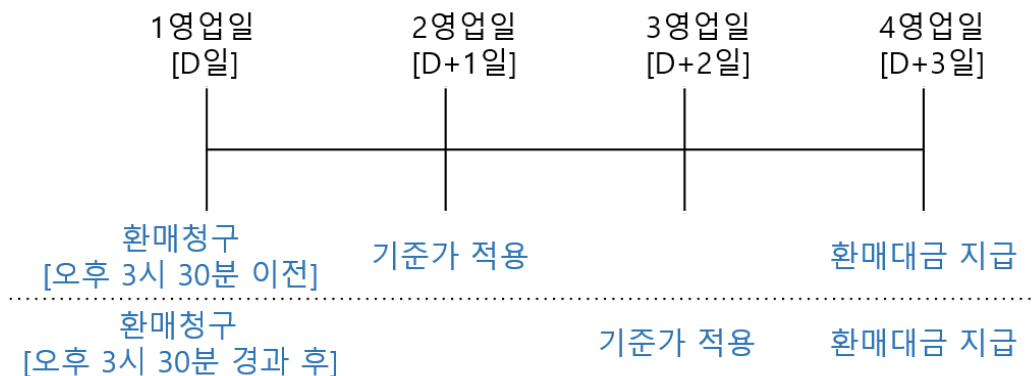 1영업일 2영업일 3영업일 4영업일
[D일] [D+1일] [D+2일] [D+3일]
환매청구
[오후 3시 30분 이전] 기준가 적용 환매대금 지급
환매청구
[오후 3시 30분 경과 후] 기준가 적용 환매대금 지급